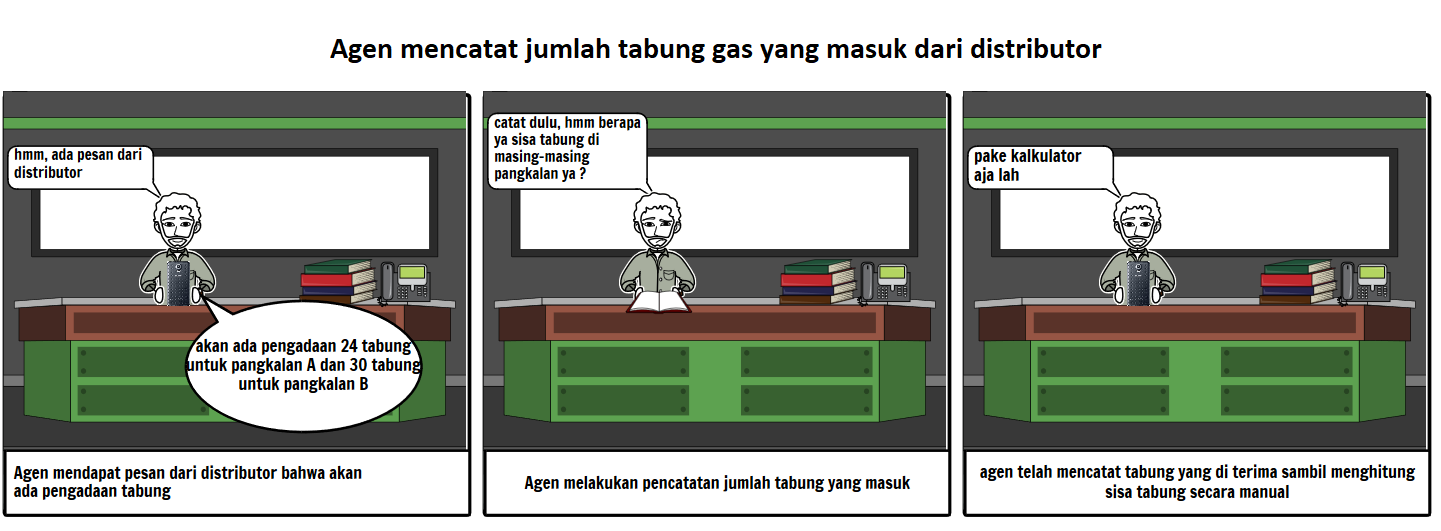 Agen mencatat jumlah tabung gas yang masuk dari distributor
hmm, ada pesan dari
distributor
akan ada pengadaan 24 tabung
untuk pangkalan A dan 30 tabung
untuk pangkalan B
Agen mendapat pesan dari distributor bahwa akan
ada pengadaan tabung
catat dulu, hmm berapa
ya sisa tabung di
masing-masing
pangkalan ya ?
Agen melakukan pencatatan jumlah tabung yang masuk
pake kalkulator
aja lah
agen telah mencatat tabung yang di terima sambil menghitung
sisa tabung secara manual